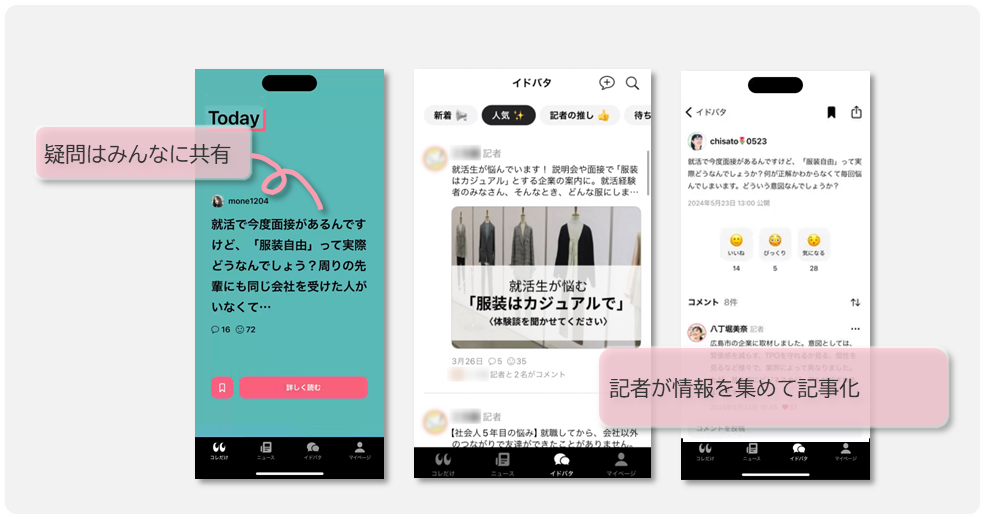 疑問はみんなに共有
Today
mone1204
就活で今度面接があるんです
けど、「服装自由」って実際
どうなんでしょう？周りの先
輩にも同じ会社を受けた人が
いなくて…
16 72
詳しく読む
コレだけ ニュース イドバタ マイページ
イドバタ
新着 人気 記者の推し 待ち
記者
就活生が悩んでいます！ 説明会や面接で「服装
はカジュアル」とする企業の案内に。就活経験
者のみなさん、そんなとき、どんな服にしま…
就活生が悩む
「服装はカジュアルで」
〈体験談を聞かせてください〉
3月26日 5 35
記者と2名がコメント
記者
【社会人5年目の悩み】就職してから、会社以外
のつながりで友達ができたことがありません。
コレだけ ニュース イドバタ マイページ
イドバタ
chisato🌷0523
就活で今度面接があるんですけど、「服装自由」って実
際どうなんでしょうか？何が正解かわからなくて毎回悩
んでしまいます。どういう意図なんでしょうか？
2024年5月23日 13:00 公開
いいね びっくり 気になる
14 5 28
コメント 8件
八丁堀美奈 記者
広島市の企業に取材しました。意図としては、
記者が情報を集めて記事化
コメントを投稿
コレだけ ニュース イドバタ マイページ